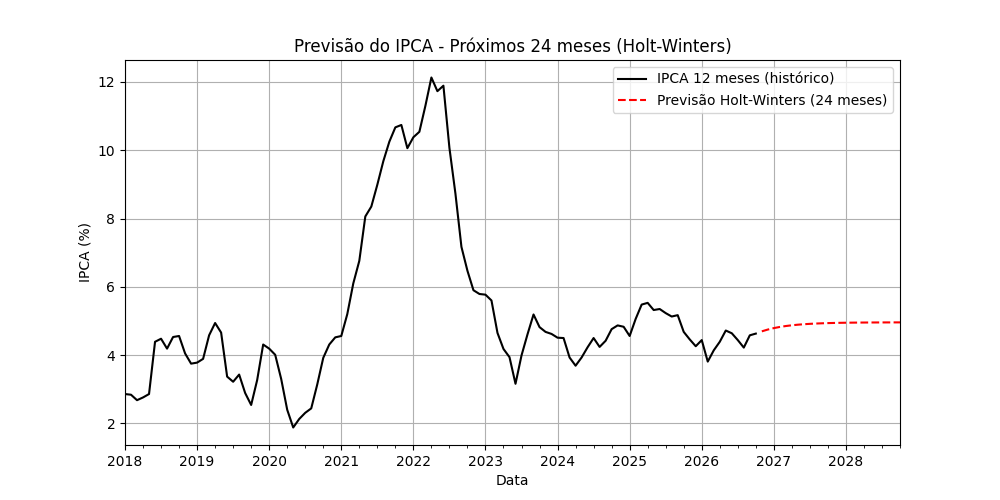 Previsão do IPCA - Próximos 24 meses (Holt-Winters)
IPCA 12 meses (histórico)
Previsão Holt-Winters (24 meses)
12
10
8
6
4
2
IPCA (%)
2018 2019 2020 2021 2022 2023 2024 2025 2026 2027 2028
Data